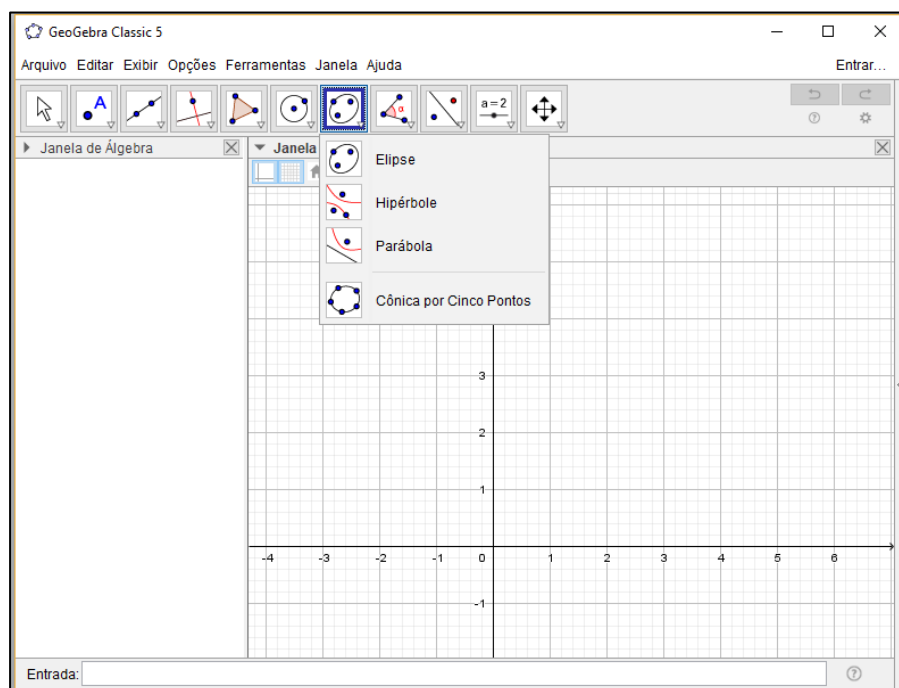 GeoGebra Classic 5
Arquivo Editar Exibir Opções Ferramentas Janela Ajuda Entrar...
A α a=2
Janela de Álgebra Janela
Elipse
Hipérbole
Parábola
Cônica por Cinco Pontos
3
2
1
-4 -3 -2 -1 0 1 2 3 4 5 6
-1
Entrada: